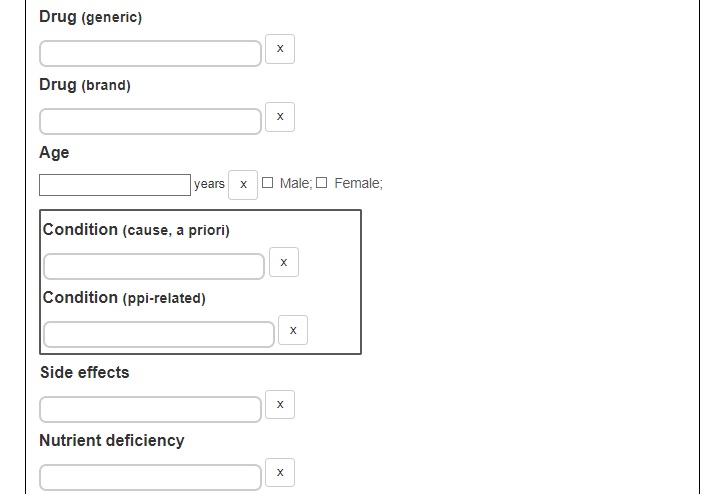 Drug (generic)
x
Drug (brand)
x
Age
years x Male; Female;
Condition (cause, a priori)
x
Condition (ppi-related)
x
Side effects
x
Nutrient deficiency
x